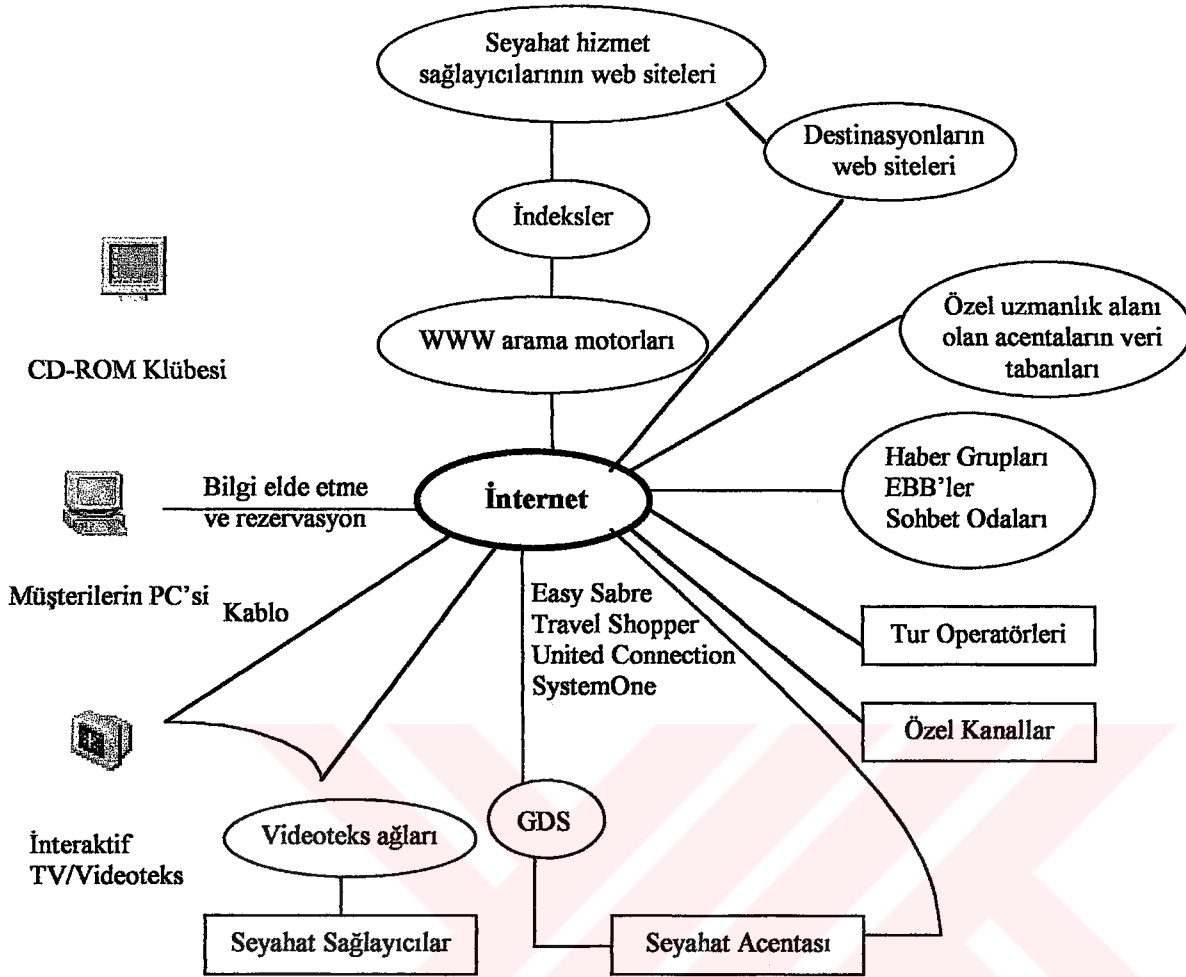 Seyahat hizmet
sağlayıcılarının web siteleri
Destinasyonların
web siteleri
İndeksler
WWW arama motorları
Özel uzmanlık alanı
olan acentaların veri
tabanları
CD-ROM Klübesi
Haber Grupları
EBB'ler
Sohbet Odaları
Bilgi elde etme
ve rezervasyon
İnternet
Müşterilerin PC'si
Kablo
Easy Sabre
Travel Shopper
United Connection
SystemOne
Tur Operatörleri
Özel Kanallar
İnteraktif
TV/Videoteks
Videoteks ağları
GDS
Seyahat Sağlayıcılar
Seyahat Acentası